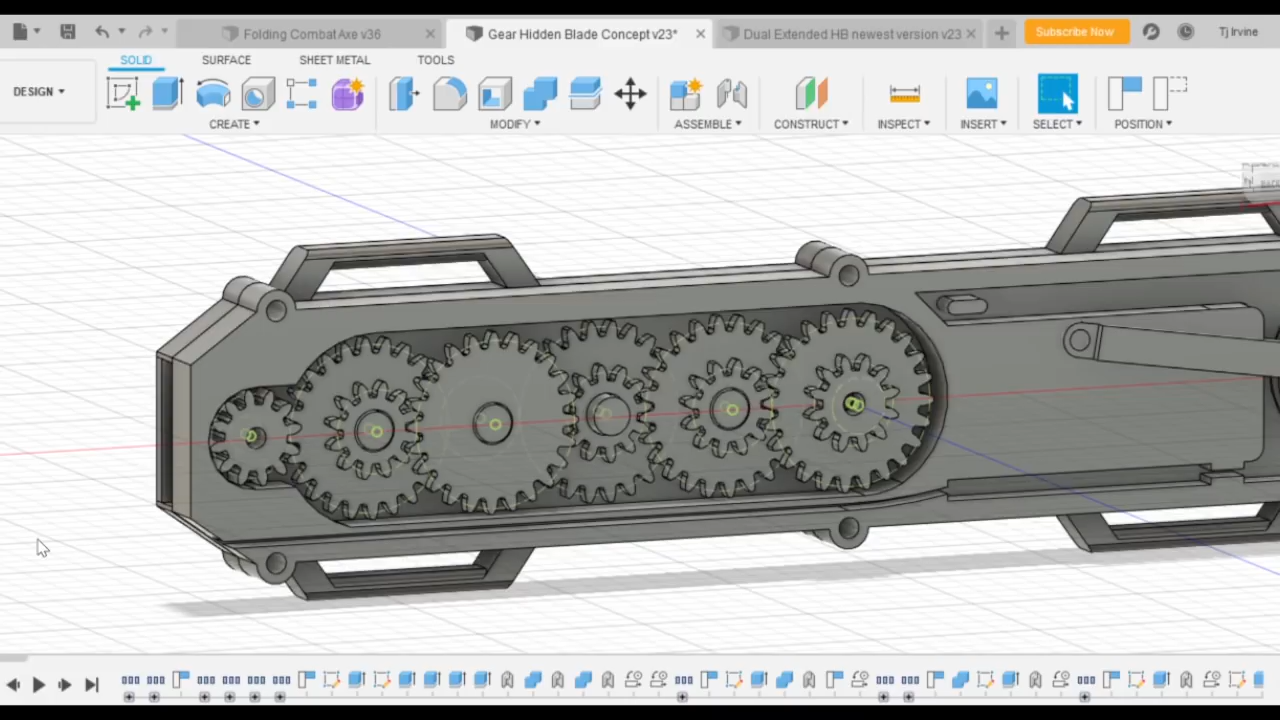 Folding Combat Axe v36
Gear Hidden Blade Concept v23*
Dual Extended HB newest version v23
Subscribe Now
Tj Irvine
SOLID
SURFACE
SHEET METAL
TOOLS
DESIGN
CREATE
MODIFY
ASSEMBLE
CONSTRUCT
INSPECT
INSERT
SELECT
POSITION